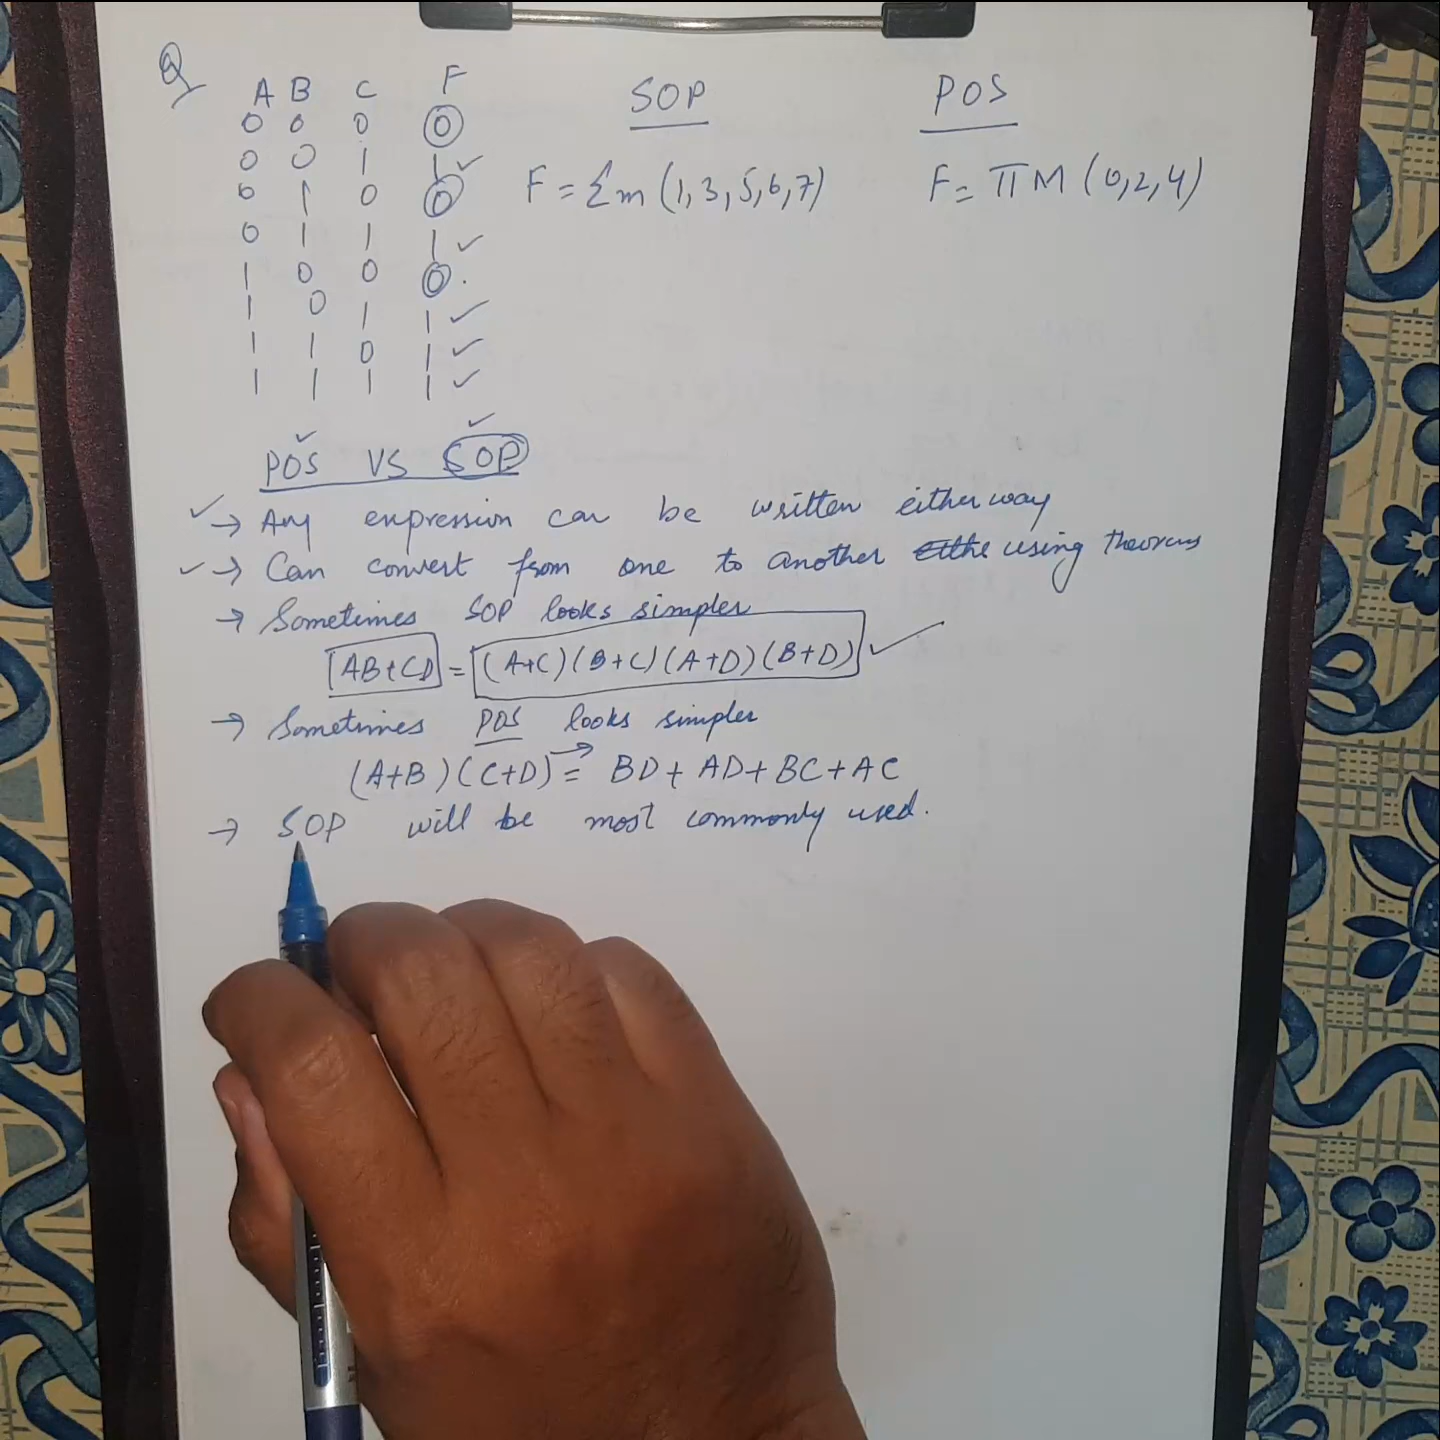 Q
A B C F SOP POS
0 0 0 0
0 0 1 1 ✓ F = Σm (1,3,5,6,7) F = ΠM (0,2,4)
0 1 0 0
0 1 1 1 ✓
1 0 0 0
1 0 1 1 ✓
1 1 0 1 ✓
1 1 1 1 ✓
POS VS SOP
✓ → Any expression can be written either way
✓ → Can convert from one to another using theorems
→ Sometimes SOP looks simpler
AB+CD = (A+C)(B+C)(A+D)(B+D) ✓
→ Sometimes POS looks simpler
(A+B)(C+D) = BD+AD+BC+AC
→ SOP will be most commonly used.